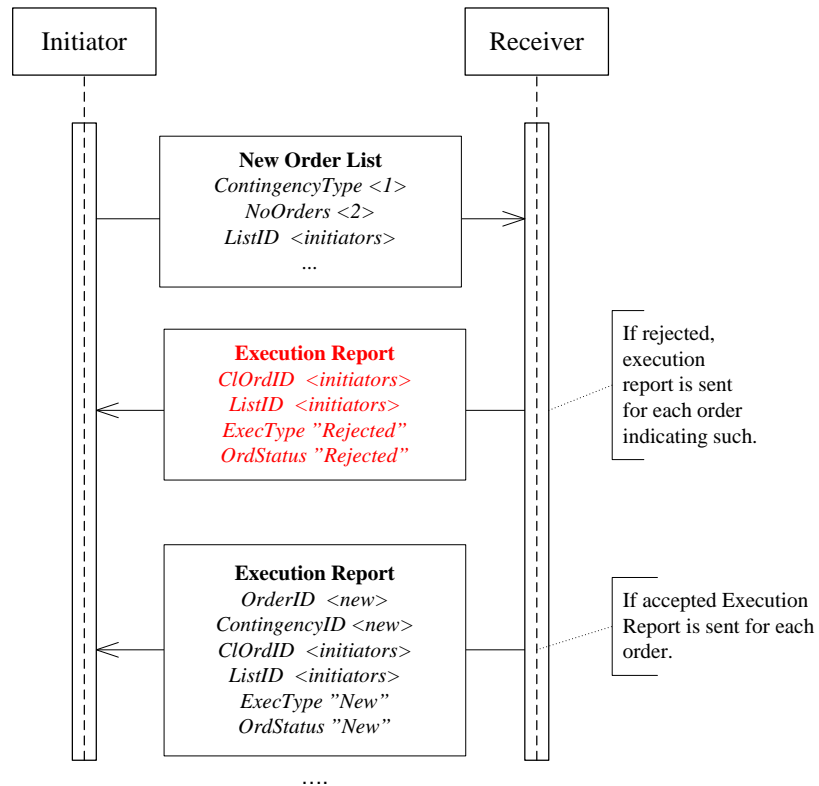 Initiator
Receiver
New Order List
ContingencyType <1>
NoOrders <2>
ListID <initiators>
...
Execution Report
ClOrdID <initiators>
ListID <initiators>
ExecType ”Rejected”
OrdStatus ”Rejected”
If rejected,
execution
report is sent
for each order
indicating such.
Execution Report
OrderID <new>
ContingencyID <new>
ClOrdID <initiators>
ListID <initiators>
ExecType ”New”
OrdStatus ”New”
If accepted Execution
Report is sent for each
order.
....